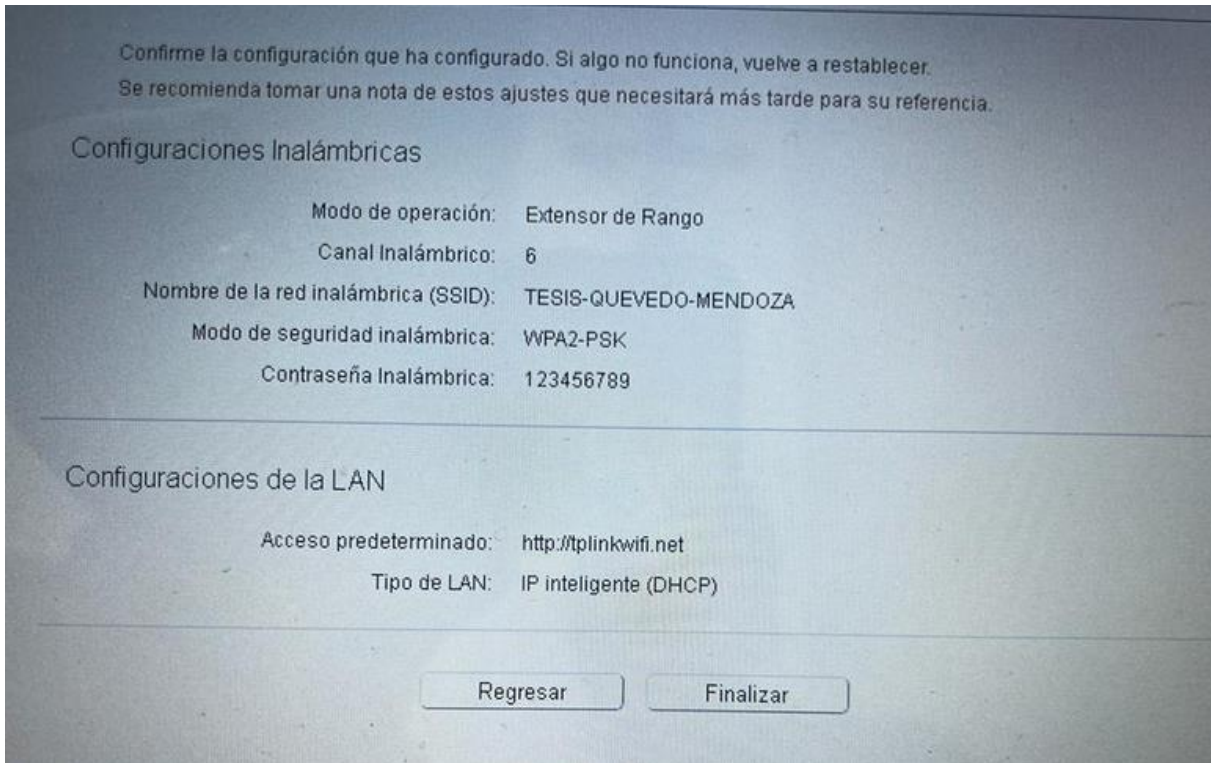 Confirme la configuración que ha configurado. Si algo no funciona, vuelve a restablecer.
Se recomienda tomar una nota de estos ajustes que necesitará más tarde para su referencia.
Configuraciones Inalámbricas
Modo de operación: Extensor de Rango
Canal Inalámbrico: 6
Nombre de la red inalámbrica (SSID): TESIS-QUEVEDO-MENDOZA
Modo de seguridad inalámbrica: WPA2-PSK
Contraseña Inalámbrica: 123456789
Configuraciones de la LAN
Acceso predeterminado: http://tplinkwifi.net
Tipo de LAN: IP inteligente (DHCP)
Regresar Finalizar